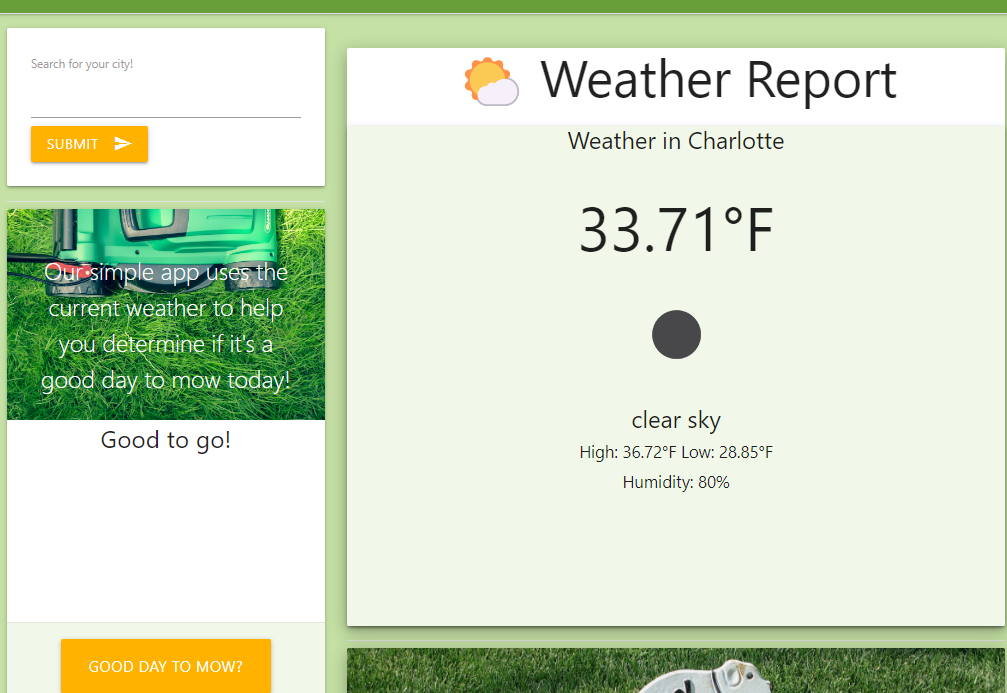 Search for your city!
SUBMIT
Our simple app uses the
current weather to help
you determine if it's a
good day to mow today!
Good to go!
GOOD DAY TO MOW?
Weather Report
Weather in Charlotte
33.71°F
clear sky
High: 36.72°F Low: 28.85°F
Humidity: 80%